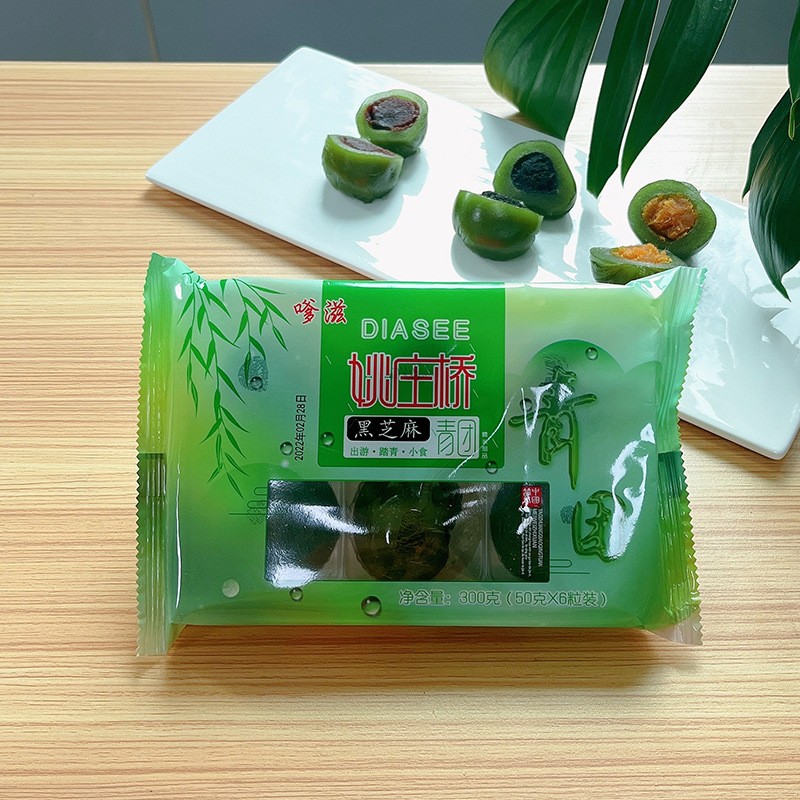 嗲滋
DIASEE
姚庄桥
黑芝麻
青团
出游·踏青·小食
2022年02月28日
青团
中国
净含量：300克（50克X6粒装）